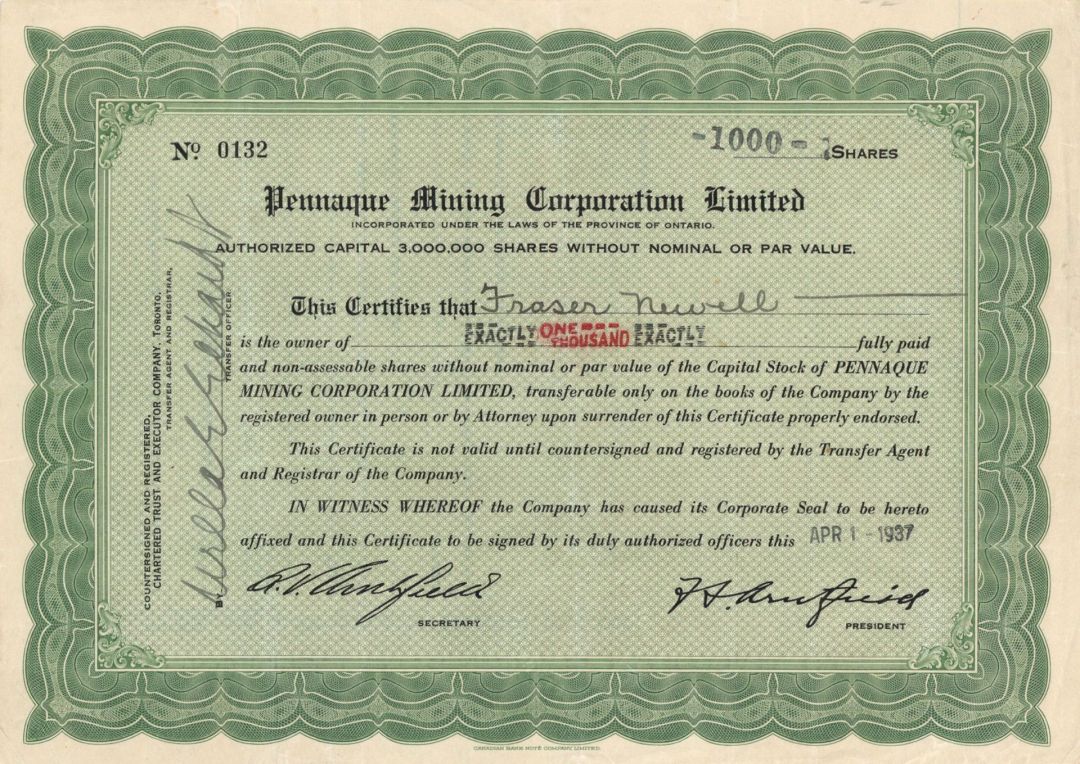 Nº 0132
-1000- SHARES
Pennaque Mining Corporation Limited
INCORPORATED UNDER THE LAWS OF THE PROVINCE OF ONTARIO.
AUTHORIZED CAPITAL 3,000,000 SHARES WITHOUT NOMINAL OR PAR VALUE.
This Certifies that Fraser Newell
is the owner of EXACTLY ONE THOUSAND EXACTLY fully paid
and non-assessable shares without nominal or par value of the Capital Stock of PENNAQUE
MINING CORPORATION LIMITED, transferable only on the books of the Company by the
registered owner in person or by Attorney upon surrender of this Certificate properly endorsed.
This Certificate is not valid until countersigned and registered by the Transfer Agent
and Registrar of the Company.
IN WITNESS WHEREOF the Company has caused its Corporate Seal to be hereto
affixed and this Certificate to be signed by its duly authorized officers this APR 1 - 1937
SECRETARY
PRESIDENT
COUNTERSIGNED AND REGISTERED,
CHARTERED TRUST AND EXECUTOR COMPANY, TORONTO,
TRANSFER AGENT AND REGISTRAR,
BY
TRANSFER OFFICER
CANADIAN BANK NOTE COMPANY LIMITED.